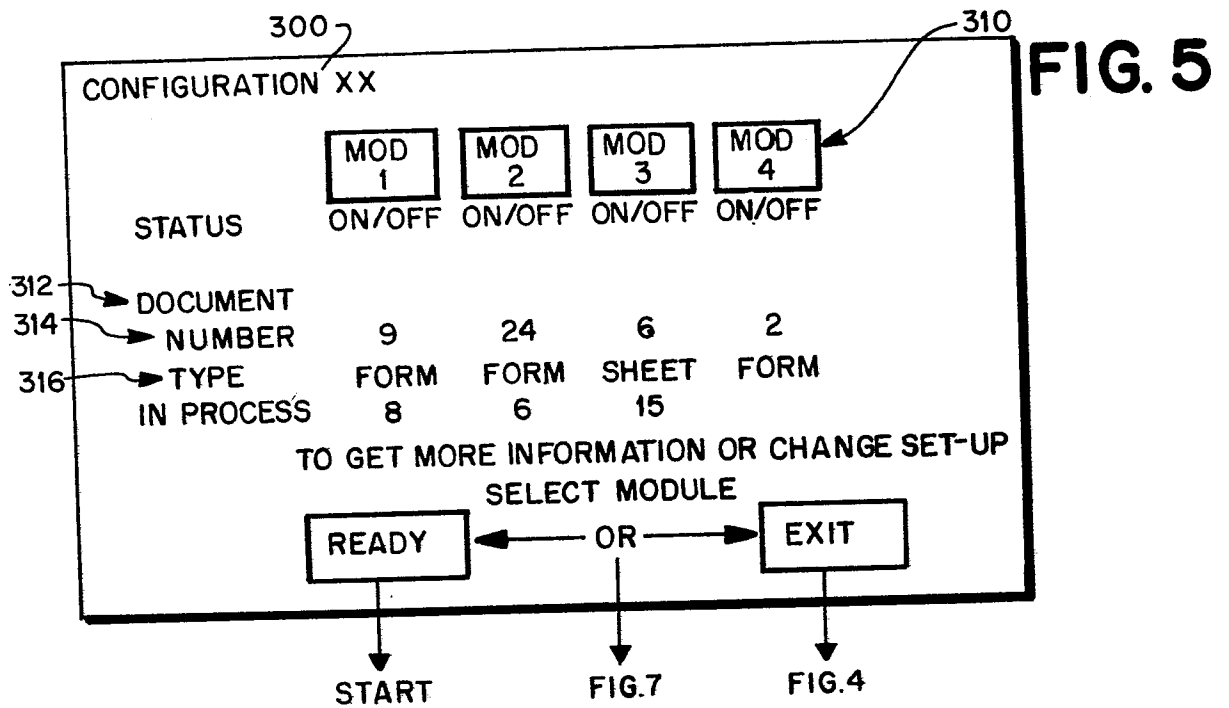 300
310
FIG. 5
CONFIGURATION XX
MOD 1 MOD 2 MOD 3 MOD 4
STATUS ON/OFF ON/OFF ON/OFF ON/OFF
312 DOCUMENT
314 NUMBER 9 24 6 2
316 TYPE FORM FORM SHEET FORM
IN PROCESS 8 6 15
TO GET MORE INFORMATION OR CHANGE SET-UP
SELECT MODULE
READY OR EXIT
START FIG.7 FIG.4